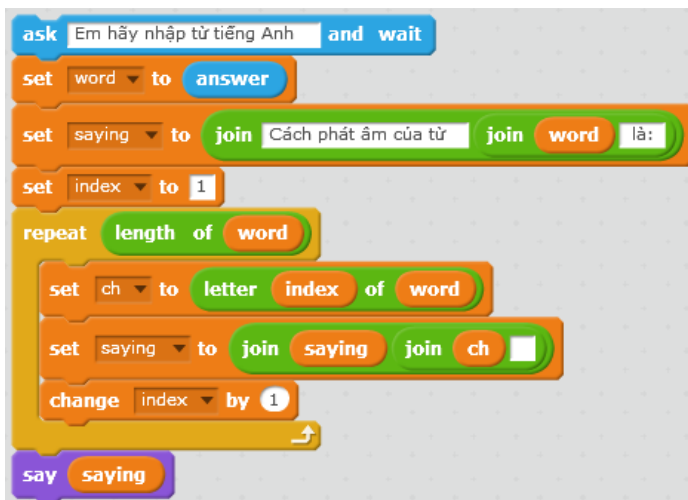 ask Em hãy nhập từ tiếng Anh and wait
set word to answer
set saying to join Cách phát âm của từ join word là:
set index to 1
repeat length of word
set ch to letter index of word
set saying to join saying join ch
change index by 1
say saying